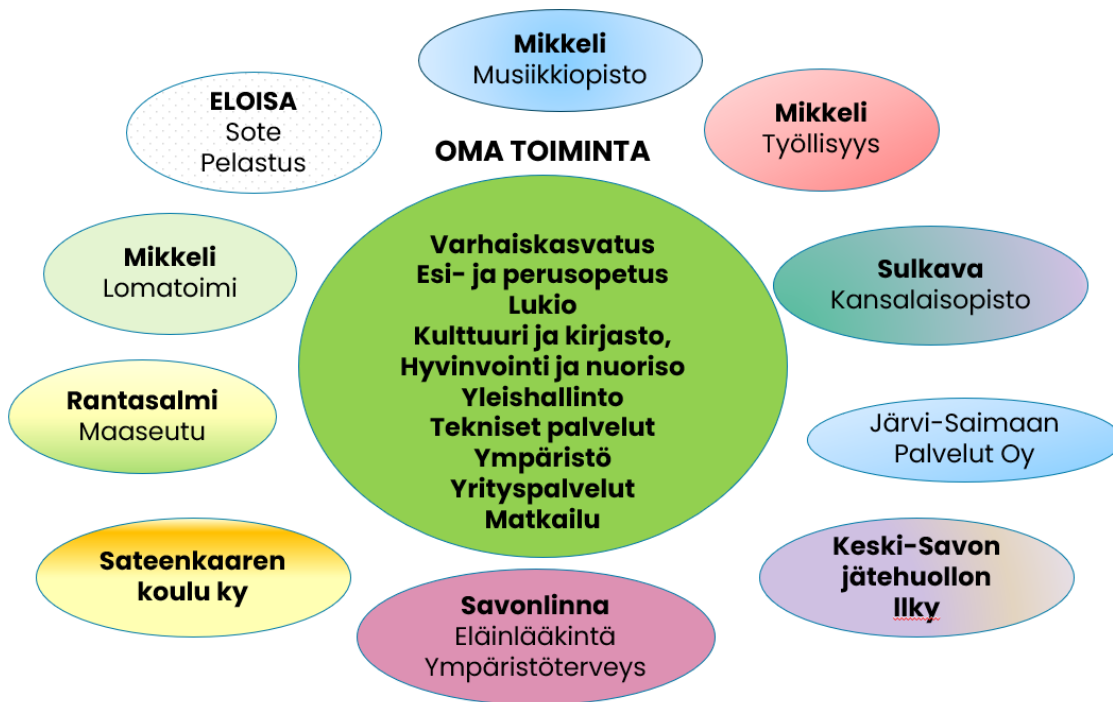 Mikkeli
Musiikkiopisto
ELOISA
Sote
Pelastus
Mikkeli
Työllisyys
OMA TOIMINTA
Mikkeli
Lomatoimi
Varhaiskasvatus
Esi- ja perusopetus
Lukio
Kulttuuri ja kirjasto,
Hyvinvointi ja nuoriso
Yleishallinto
Tekniset palvelut
Ympäristö
Yrityspalvelut
Matkailu
Sulkava
Kansalaisopisto
Rantasalmi
Maaseutu
Järvi-Saimaan
Palvelut Oy
Sateenkaaren
koulu ky
Savonlinna
Eläinlääkintä
Ympäristöterveys
Keski-Savon
jätehuollon
llky